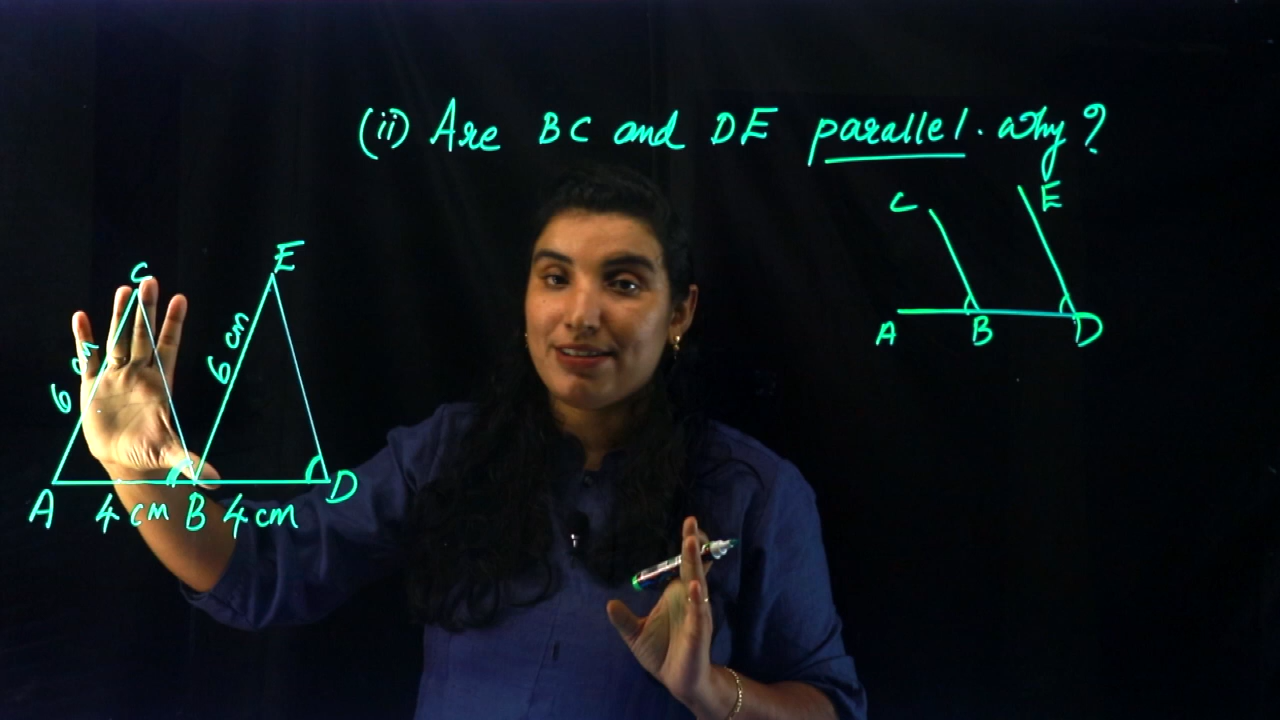 (ii) Are BC and DE parallel. why?
C E
A B D
C E
6 cm 6 cm
A 4 cm B 4 cm D